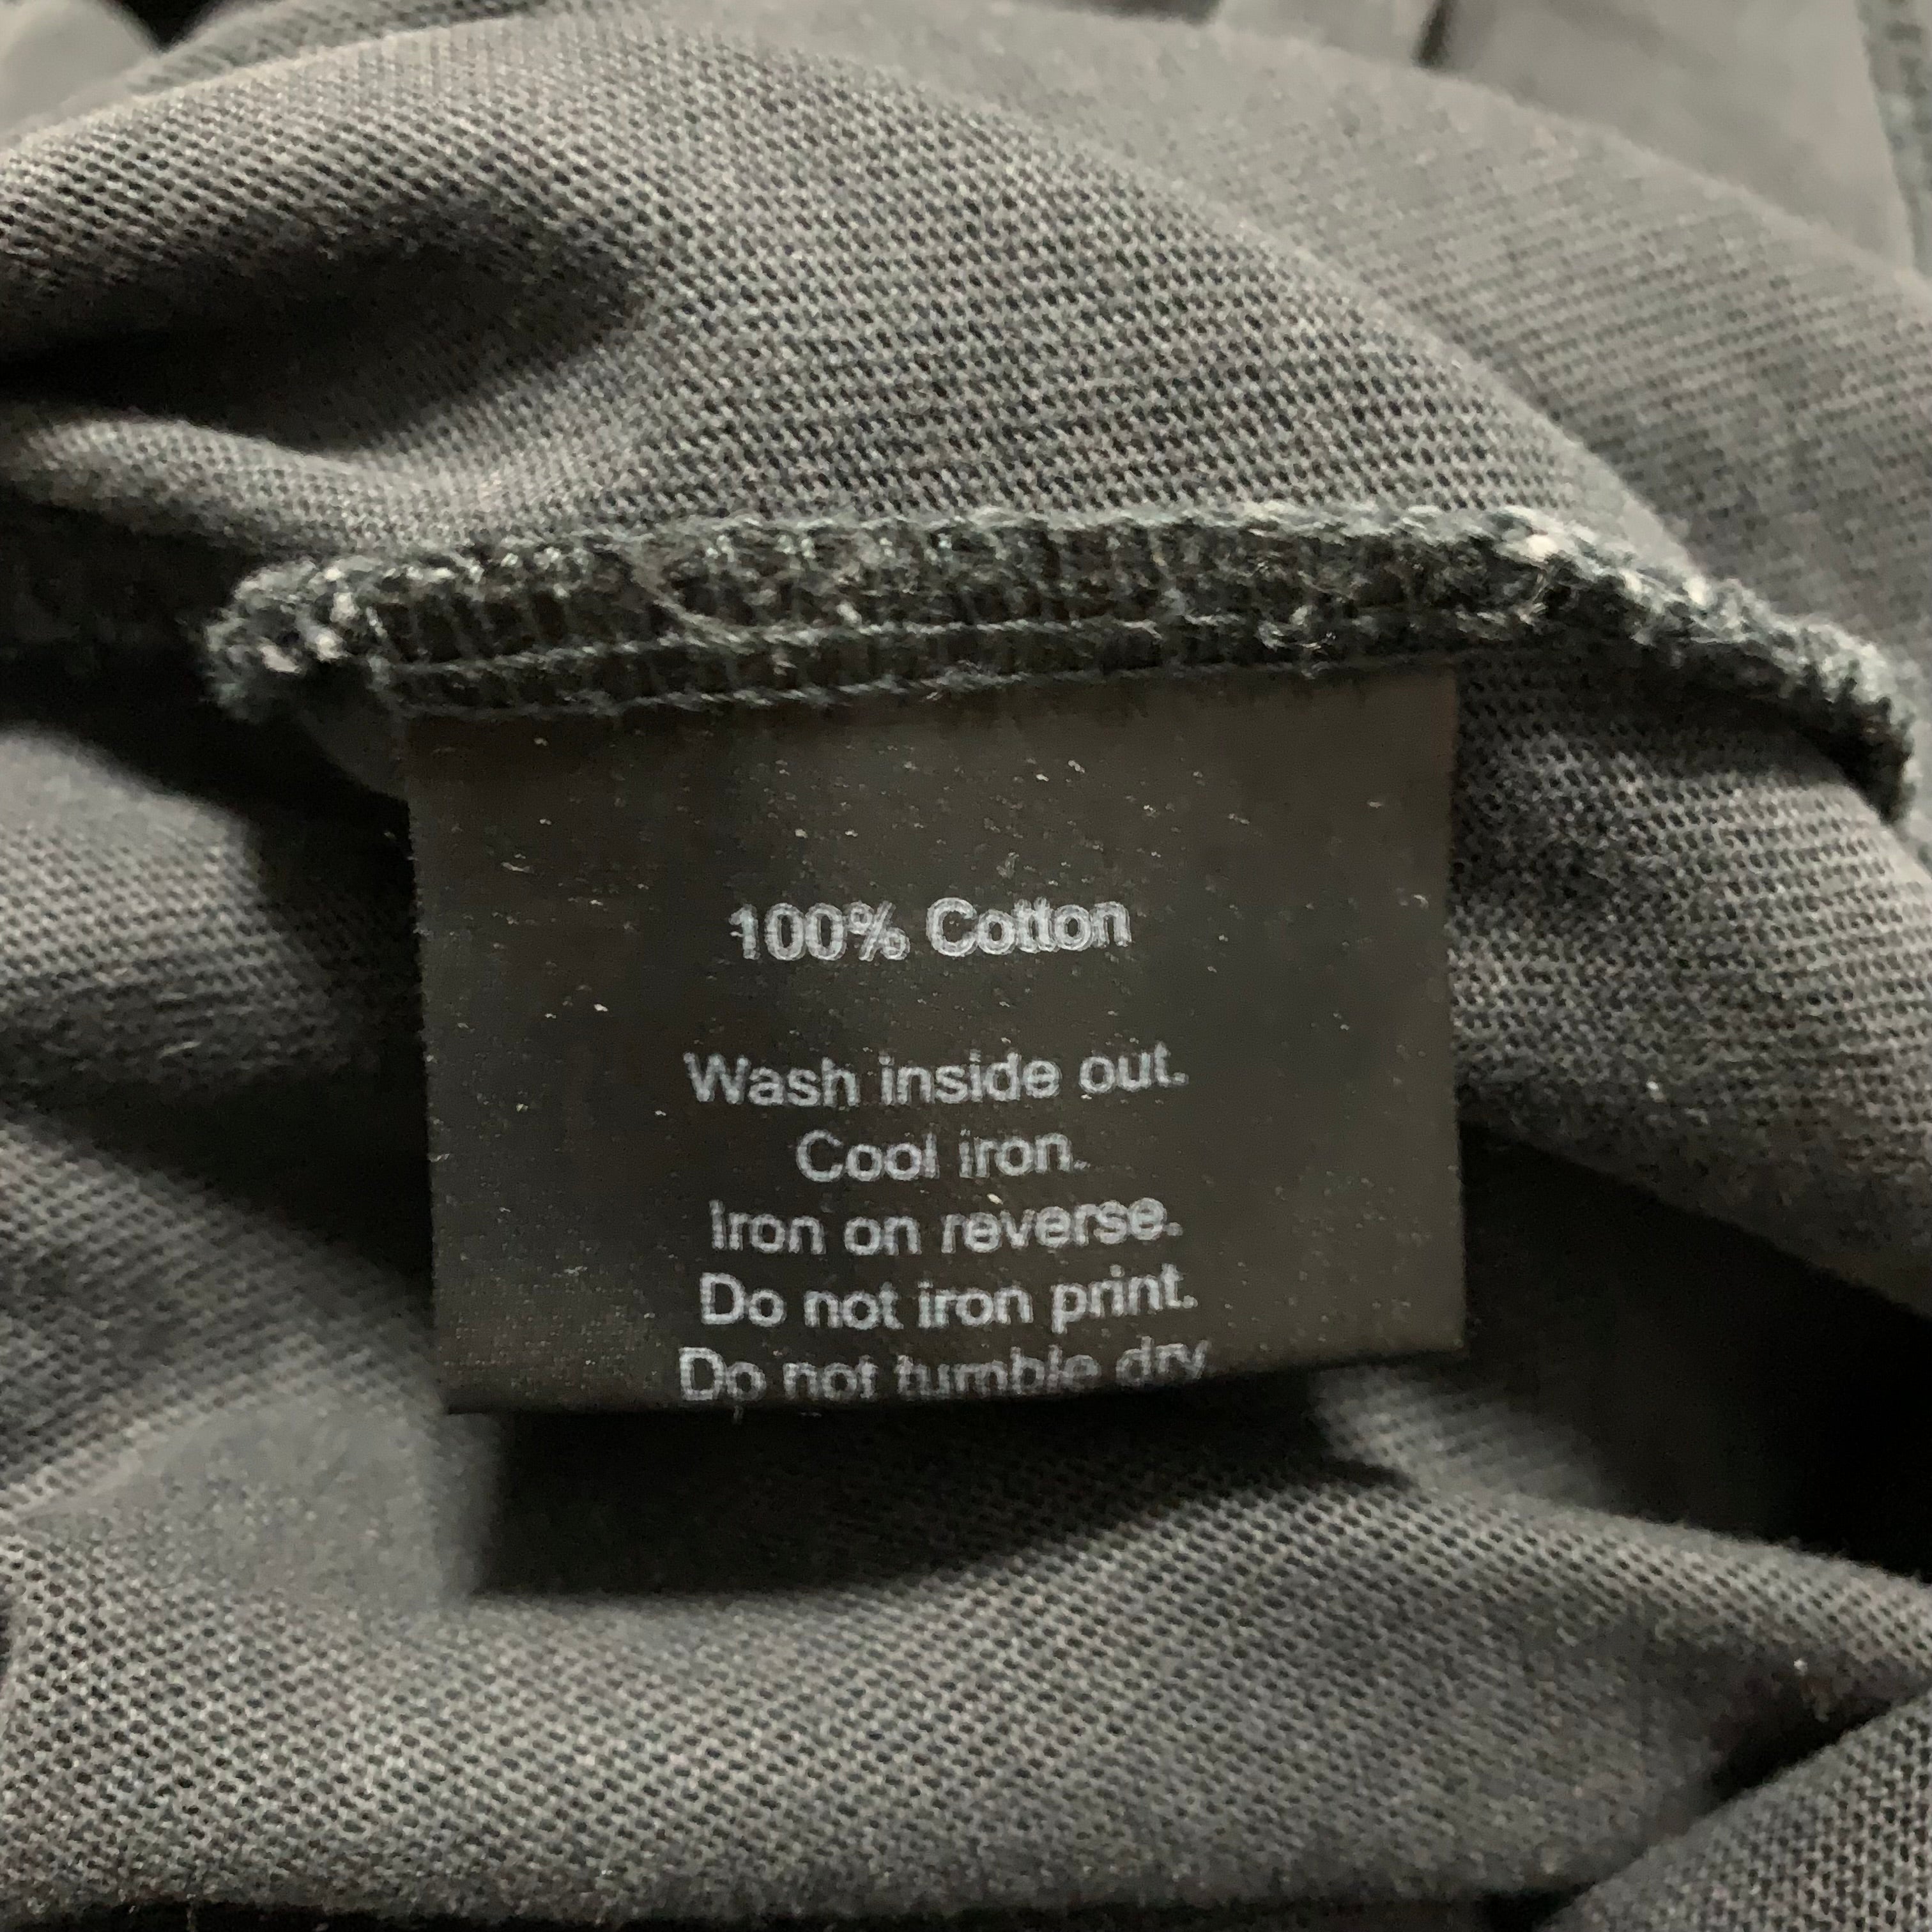 100% Cotton
Wash inside out.
Cool iron.
Iron on reverse.
Do not iron print.
Do not tumble dry